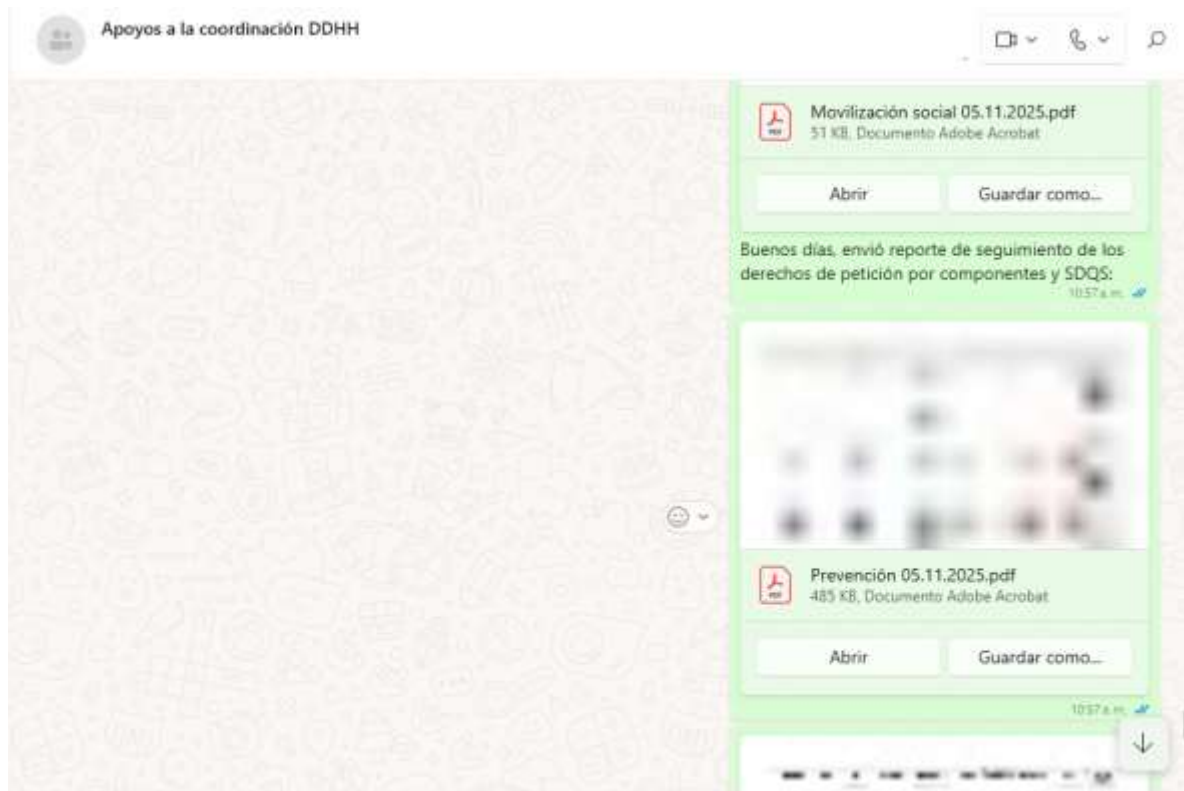 Apoyos a la coordinación DDHH
Movilización social 05.11.2025.pdf
51 KB, Documento Adobe Acrobat
Abrir Guardar como...
Buenos días, envió reporte de seguimiento de los
derechos de petición por componentes y SDQS:
10:57 a. m.
PDF
Prevención 05.11.2025.pdf
485 KB, Documento Adobe Acrobat
Abrir Guardar como...
10:57 a. m.